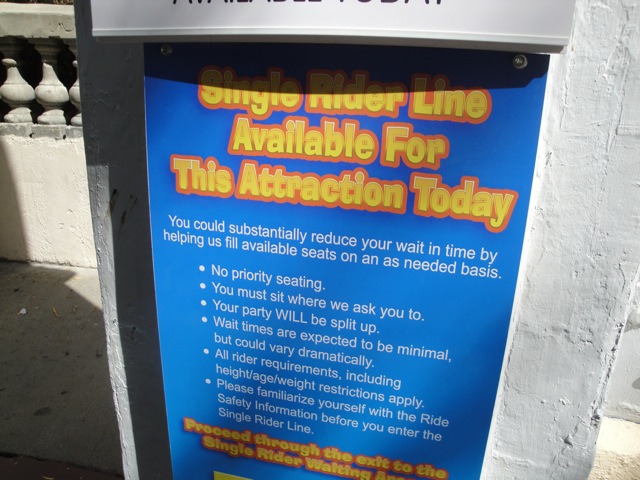 AVAILABLE TODAY
Single Rider Line
Available For
This Attraction Today
You could substantially reduce your wait in time by
helping us fill available seats on an as needed basis.
• No priority seating.
• You must sit where we ask you to.
• Your party WILL be split up.
• Wait times are expected to be minimal,
but could vary dramatically.
• All rider requirements, including
height/age/weight restrictions apply.
• Please familiarize yourself with the Ride
Safety Information before you enter the
Single Rider Line.
Proceed through the exit to the
Single Rider Waiting Area